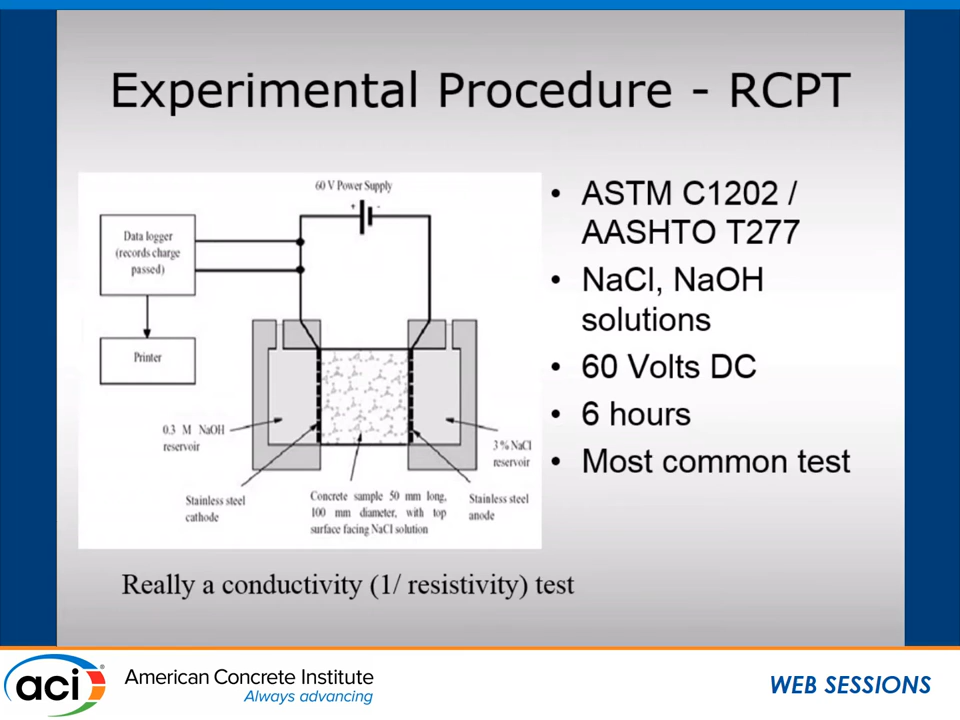 Experimental Procedure - RCPT
60 V Power Supply
+ -
Data logger
(records charge
passed)
Printer
0.3 M NaOH
reservoir
3% NaCl
reservoir
Stainless steel
cathode
Concrete sample 50 mm long,
100 mm diameter, with top
surface facing NaCl solution
Stainless steel
anode
• ASTM C1202 /
AASHTO T277
• NaCl, NaOH
solutions
• 60 Volts DC
• 6 hours
• Most common test
Really a conductivity (1/ resistivity) test
aci®
American Concrete Institute
Always advancing
WEB SESSIONS